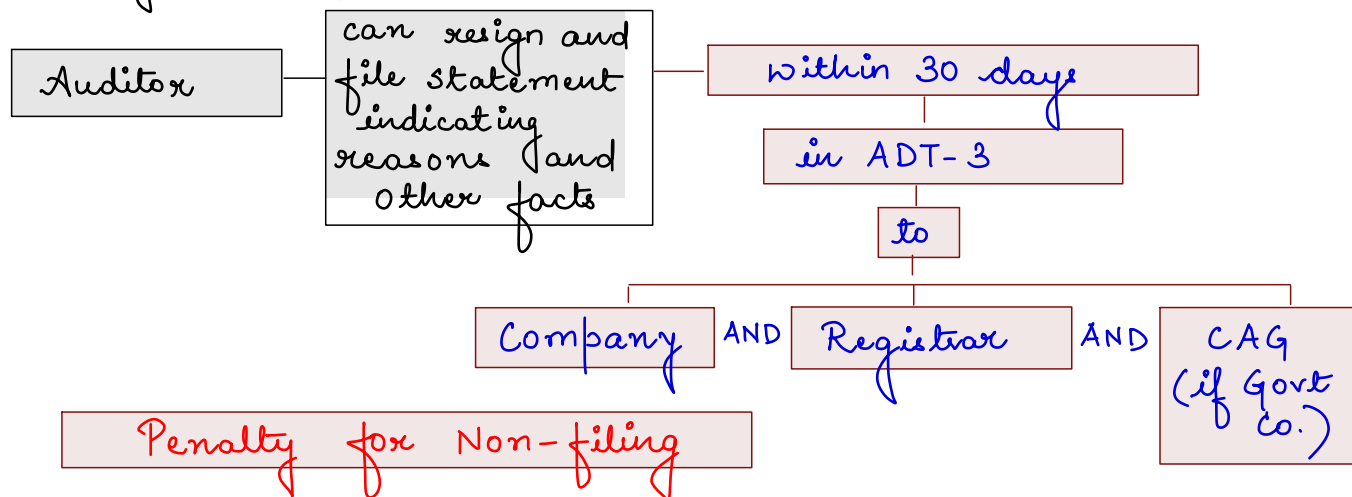 Auditor
can resign and
file statement
indicating
reasons and
other facts
within 30 days
in ADT-3
to
Company AND Registrar AND CAG
(if Govt
co.)
Penalty for Non-filing